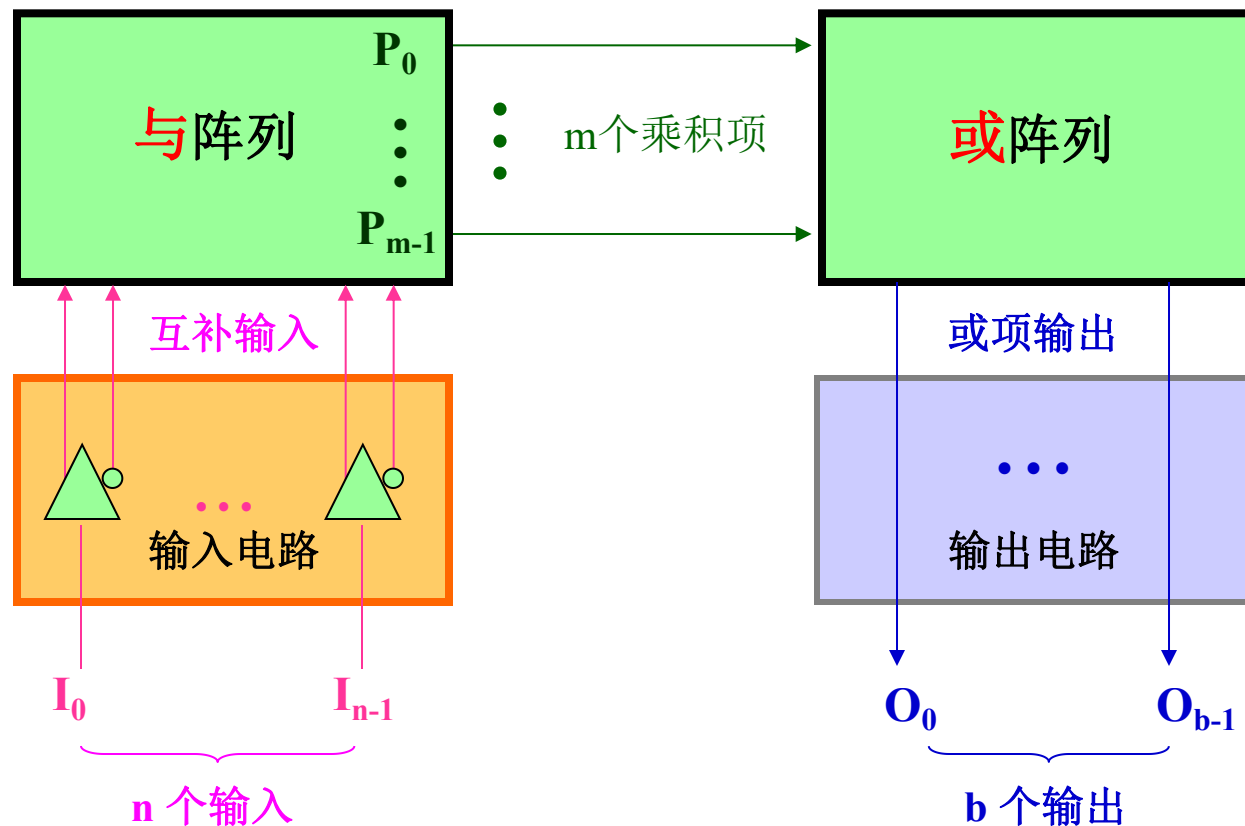 P0
与阵列
Pm-1
m个乘积项
或阵列
互补输入
或项输出
输入电路
输出电路
I0
In-1
O0
Ob-1
n 个输入
b 个输出